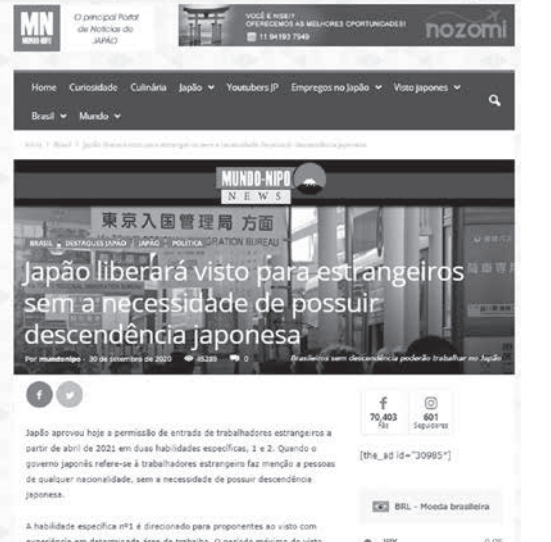 MN
MUNDO-NIPO
O principal Portal
de Notícias do
JAPÃO
VOCÊ É NISEI?
OFERECEMOS AS MELHORES OPORTUNIDADES!
11 94193 7949
nozomi
Home Curiosidade Culinária Japão Youtubers JP Empregos no Japão Visto Japones
Brasil Mundo
MUNDO-NIPO
NEWS
東京入国管理局 方面
BRASIL DESTAQUES JAPÃO JAPÃO POLÍTICA
Japão liberará visto para estrangeiros
sem a necessidade de possuir
descendência japonesa
Por mundonipo - 30 de setembro de 2020 45289 0 Brasileiros sem descendência poderão trabalhar no Japão
70,403 601
Fãs Seguidores
Japão aprovou hoje a permissão de entrada de trabalhadores estrangeiros a
partir de abril de 2021 em duas habilidades específicas, 1 e 2. Quando o
governo japonês refere-se à trabalhadores estrangeiro faz menção a pessoas
de qualquer nacionalidade, sem a necessidade de possuir descendência
japonesa.
[the_ad id="30985"]
BRL - Moeda brasileira
A habilidade específica nº1 é direcionado para proponentes ao visto com